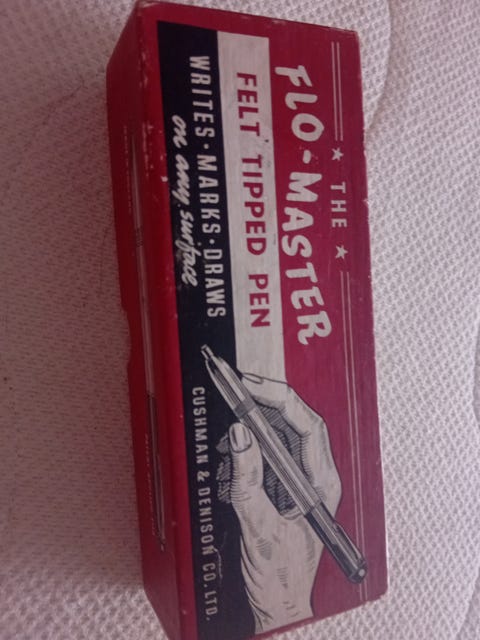 ★ THE ★
FLO-MASTER
FELT TIPPED PEN
WRITES·MARKS·DRAWS
on any surface
CUSHMAN & DENISON CO. LTD.